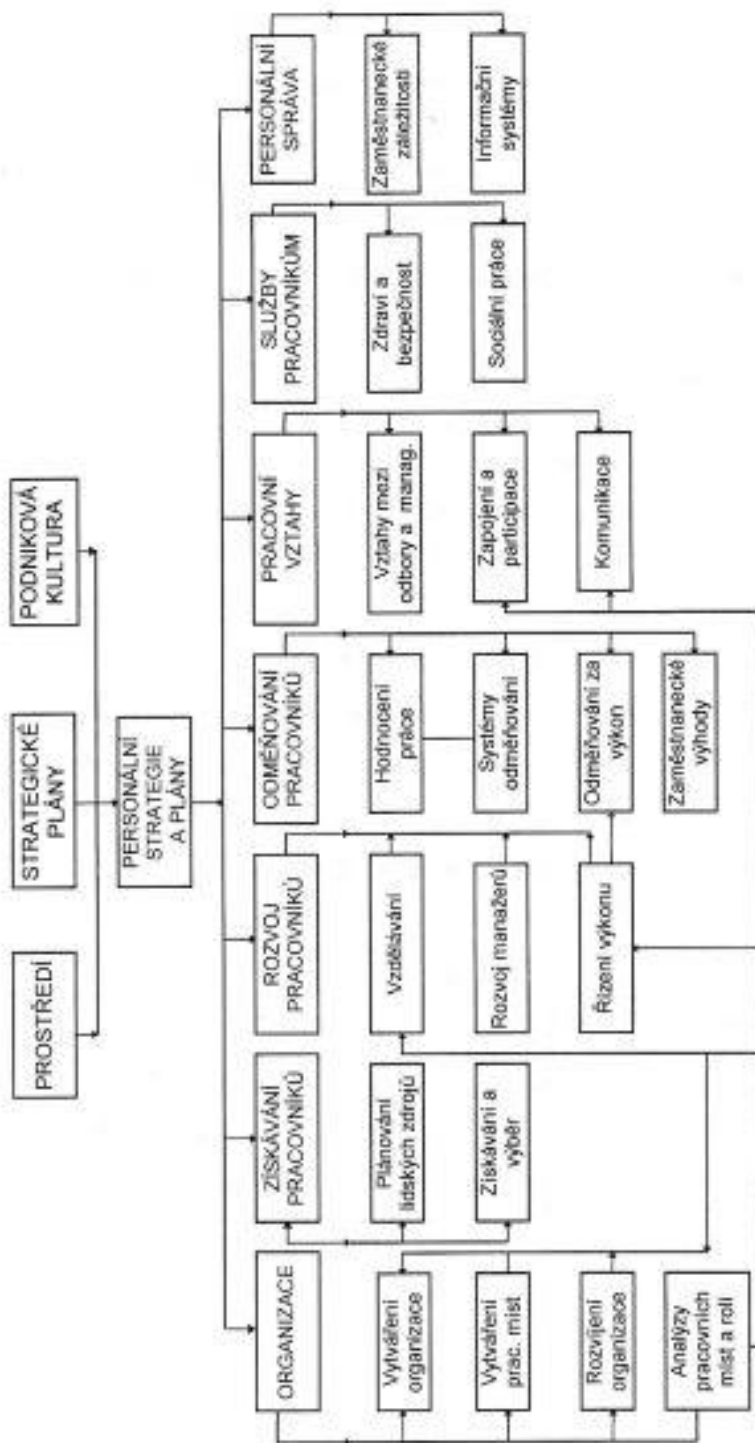 PROSTŘEDÍ
STRATEGICKÉ
PLÁNY
PODNIKOVÁ
KULTURA
PERSONÁLNÍ
STRATEGIE
A PLÁNY
ORGANIZACE
ZÍSKÁVÁNÍ
PRACOVNÍKŮ
ROZVOJ
PRACOVNÍKŮ
ODMĚŇOVÁNÍ
PRACOVNÍKŮ
PRACOVNÍ
VZTAHY
SLUŽBY
PRACOVNÍKŮM
PERSONÁLNÍ
SPRÁVA
Vytváření
organizace
Plánování
lidských zdrojů
Vzdělávání
Hodnocení
práce
Vztahy mezi
odbory a manag.
Zdraví a
bezpečnost
Zaměstnanecké
záležitosti
Vytváření
prac. míst
Získávání a
výběr
Rozvoj manažerů
Systémy
odměňování
Zapojení a
participace
Sociální práce
Informační
systémy
Rozvíjení
organizace
Řízení výkonu
Odměňování za
výkon
Komunikace
Analýzy
pracovních
míst a rolí
Zaměstnanecké
výhody